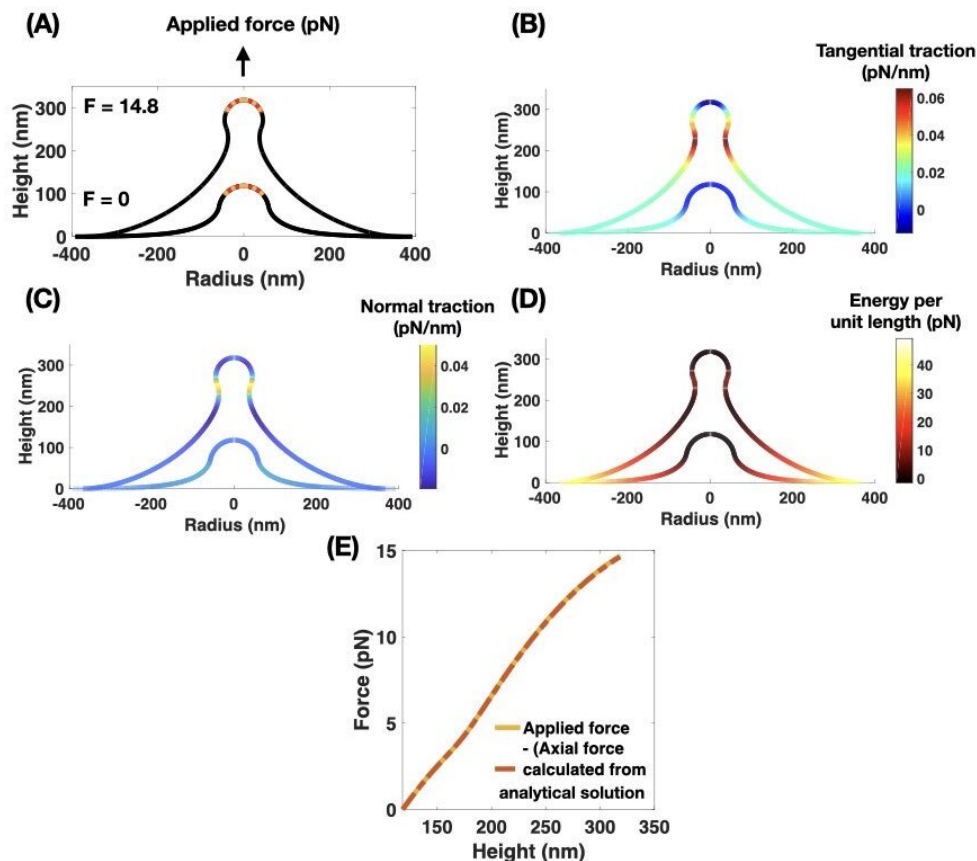 (A)
Applied force (pN)
F = 14.8
F = 0
Height (nm)
300
200
100
0
-400
-200
0
200
400
Radius (nm)
(B)
Tangential traction
(pN/nm)
0.06
0.04
0.02
0
Height (nm)
300
200
100
0
-400
-200
0
200
400
Radius (nm)
(C)
Normal traction
(pN/nm)
0.04
0.02
0
Height (nm)
300
200
100
0
-400
-200
0
200
400
Radius (nm)
(D)
Energy per
unit length (pN)
40
30
20
10
0
Height (nm)
300
200
100
0
-400
-200
0
200
400
Radius (nm)
(E)
Force (pN)
15
10
5
0
150
200
250
300
350
Height (nm)
Applied force
- (Axial force
calculated from
analytical solution